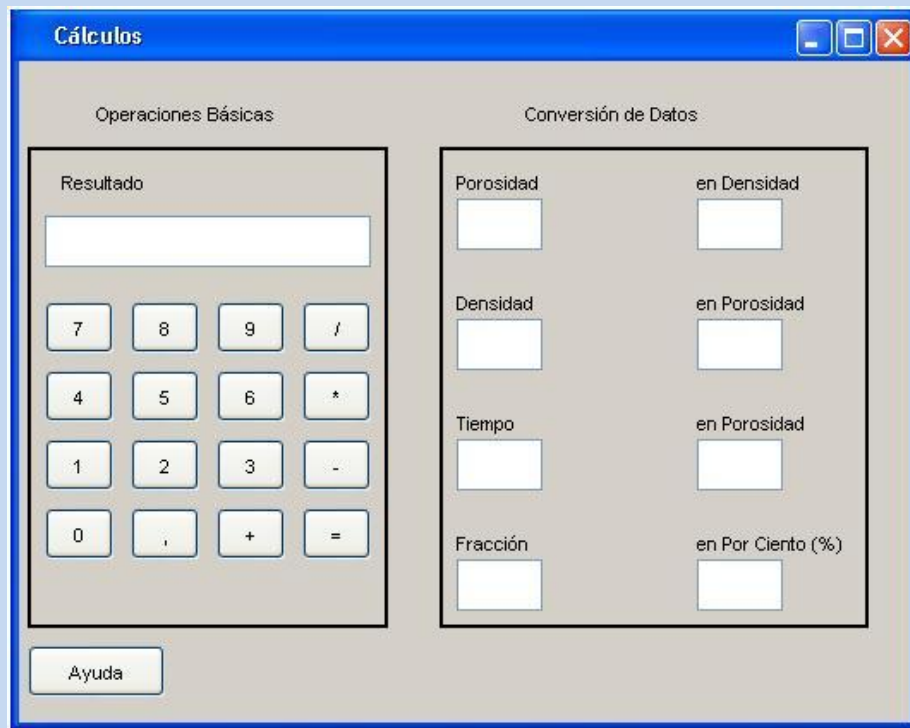 Cálculos
Operaciones Básicas
Resultado
7 8 9 /
4 5 6 *
1 2 3 -
0 , + =
Conversión de Datos
Porosidad en Densidad
Densidad en Porosidad
Tiempo en Porosidad
Fracción en Por Ciento (%)
Ayuda